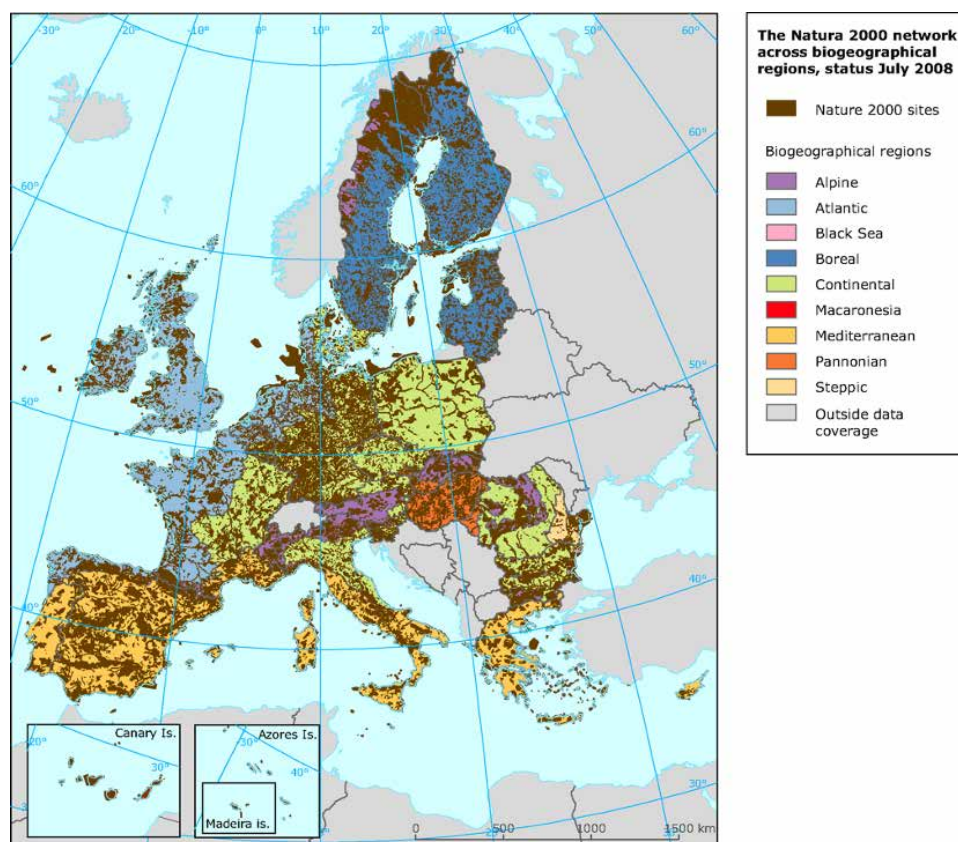 -30°
-20°
-10°
0°
10°
20°
30°
40°
50°
60°
60°
60°
50°
50°
40°
40°
30°
0°
10°
20°
Canary Is.
20°
30°
Azores Is.
30°
40°
Madeira is.
0
500
1000
1500 km
The Natura 2000 network
across biogeographical
regions, status July 2008
Nature 2000 sites
Biogeographical regions
Alpine
Atlantic
Black Sea
Boreal
Continental
Macaronesia
Mediterranean
Pannonian
Steppic
Outside data
coverage